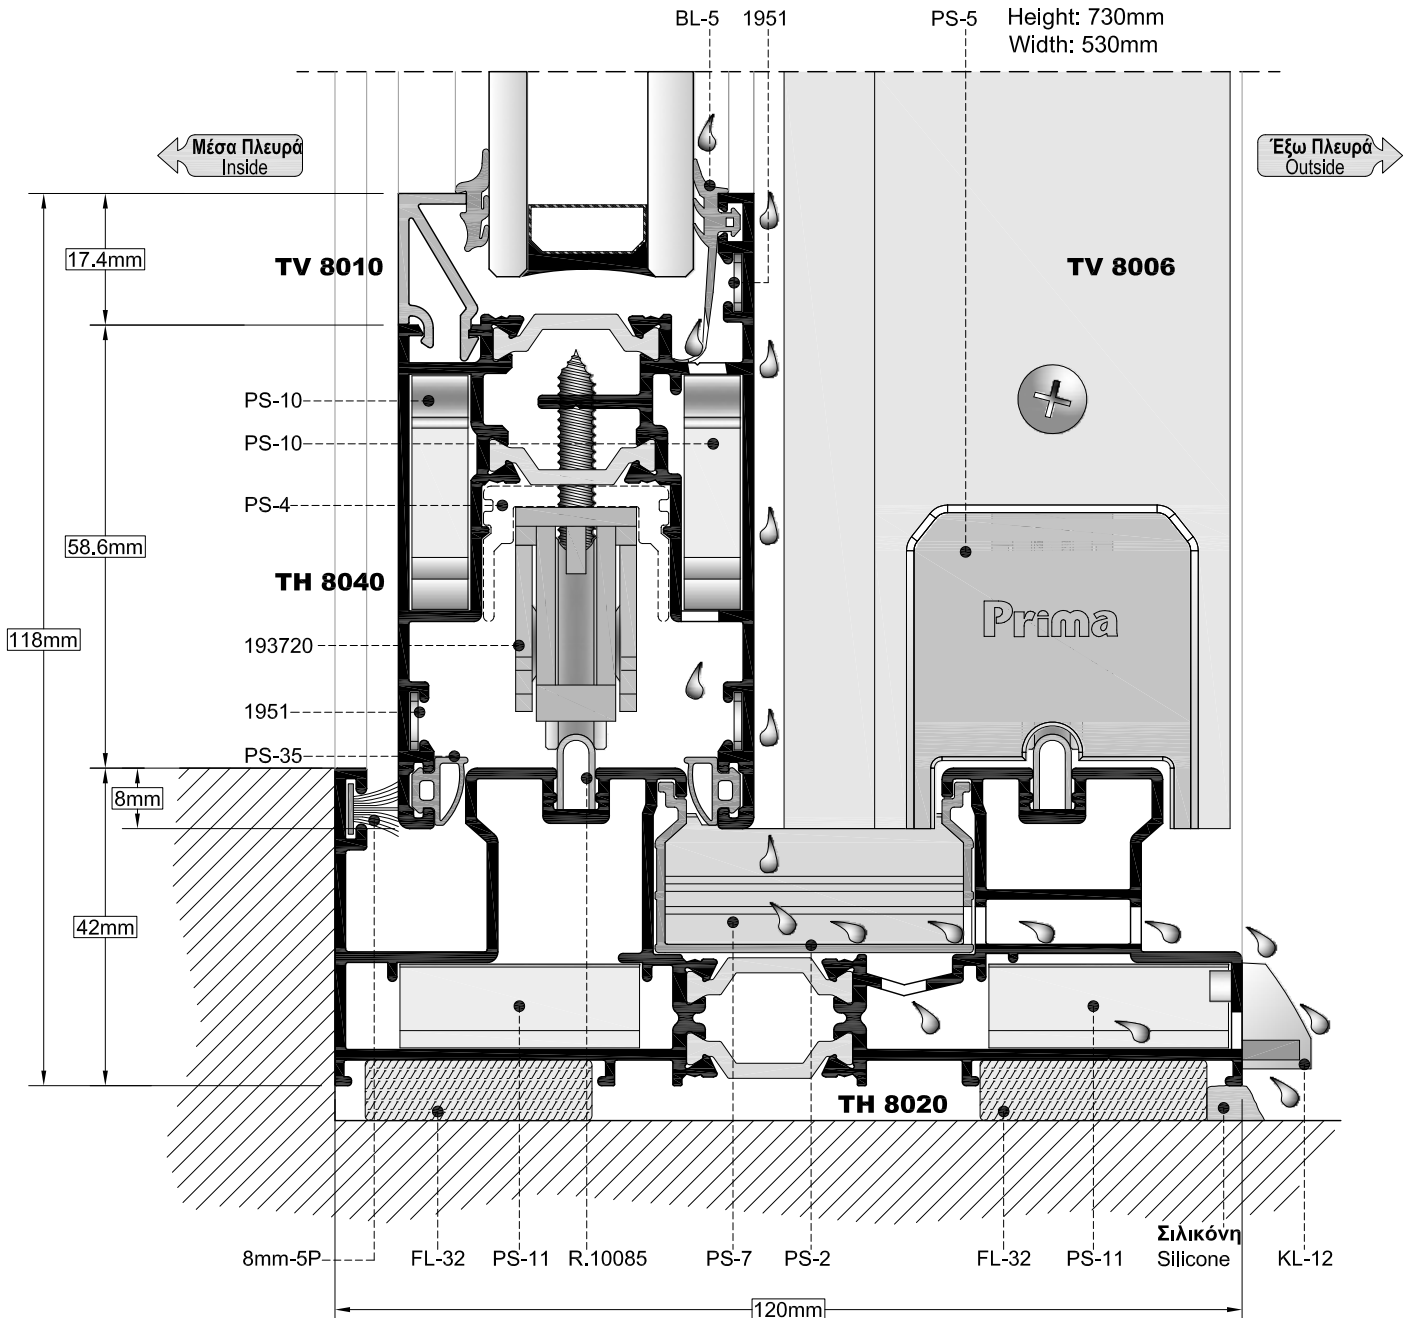 BL-5 1951 PS-5 Height: 730mm
Width: 530mm
Μέσα Πλευρά
Inside
Έξω Πλευρά
Outside
17.4mm
TV 8010
TV 8006
PS-10
PS-10
PS-4
58.6mm
TH 8040
Prima
118mm
193720
1951
PS-35
8mm
42mm
TH 8020
8mm-5P
FL-32
PS-11
R.10085
PS-7
PS-2
FL-32
PS-11
Σιλικόνη
Silicone
KL-12
120mm